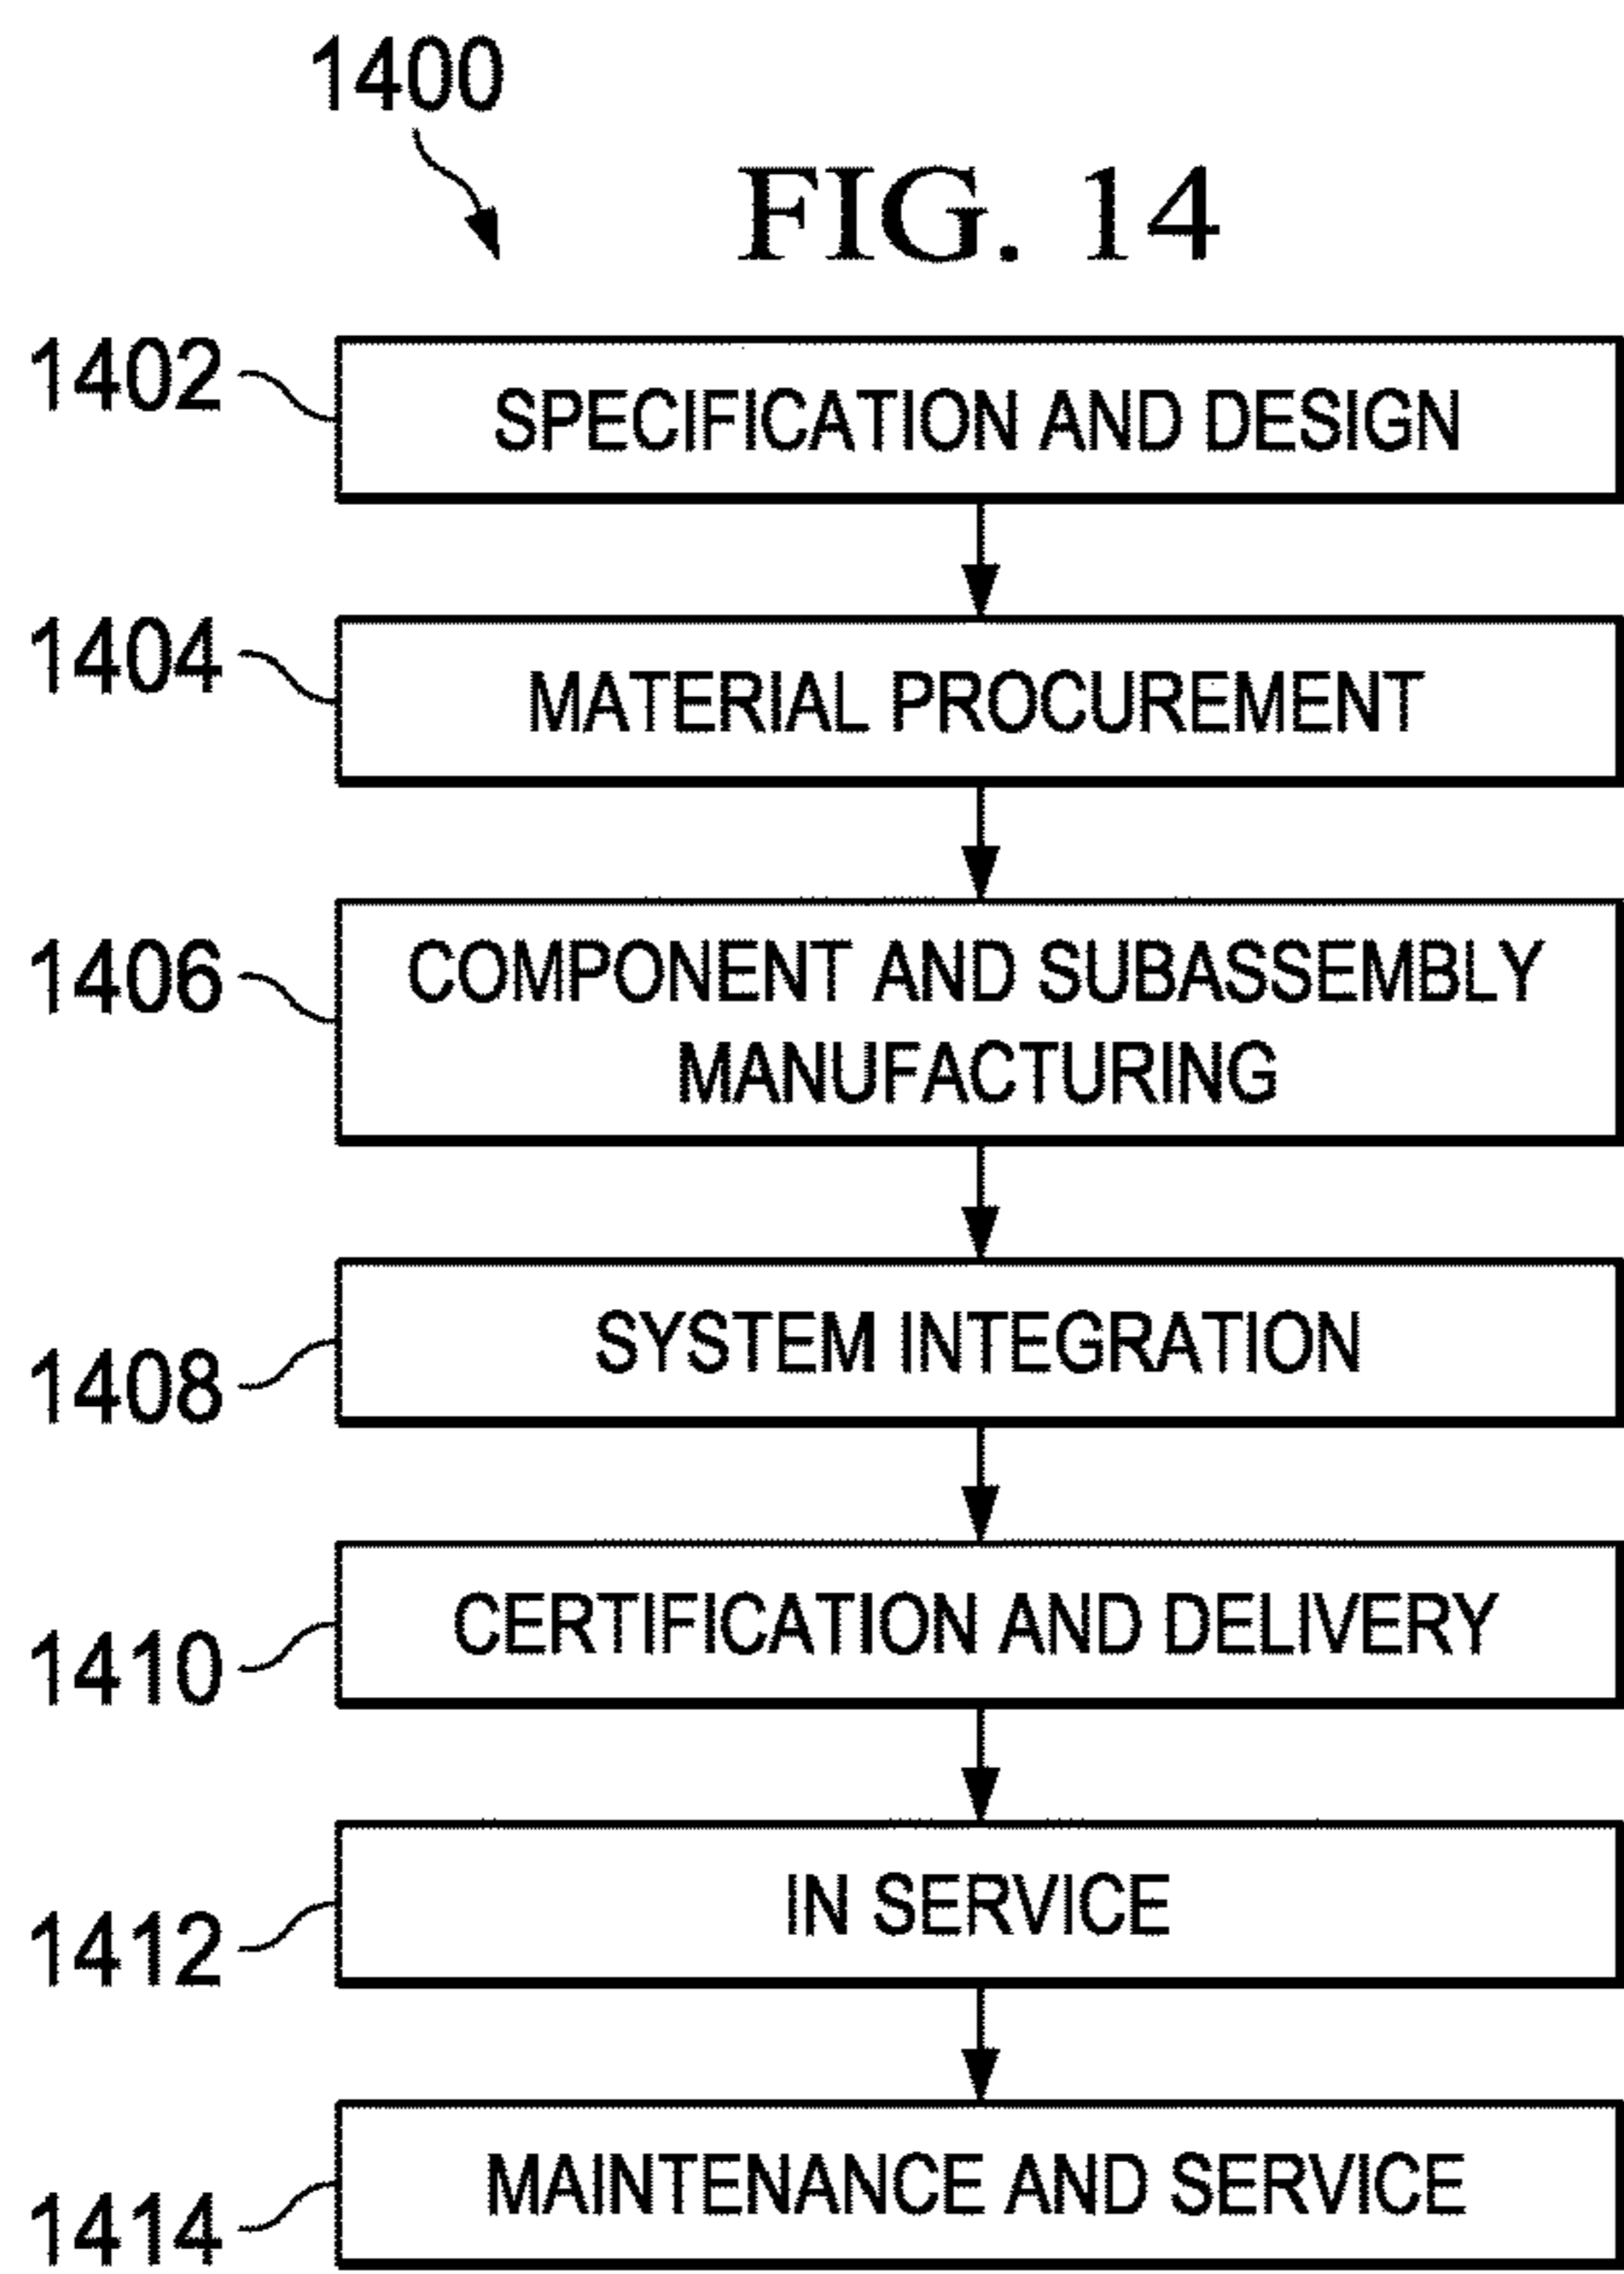 1400
FIG. 14
1402
SPECIFICATION AND DESIGN
1404
MATERIAL PROCUREMENT
1406
COMPONENT AND SUBASSEMBLY
MANUFACTURING
1408
SYSTEM INTEGRATION
1410
CERTIFICATION AND DELIVERY
1412
IN SERVICE
1414
MAINTENANCE AND SERVICE